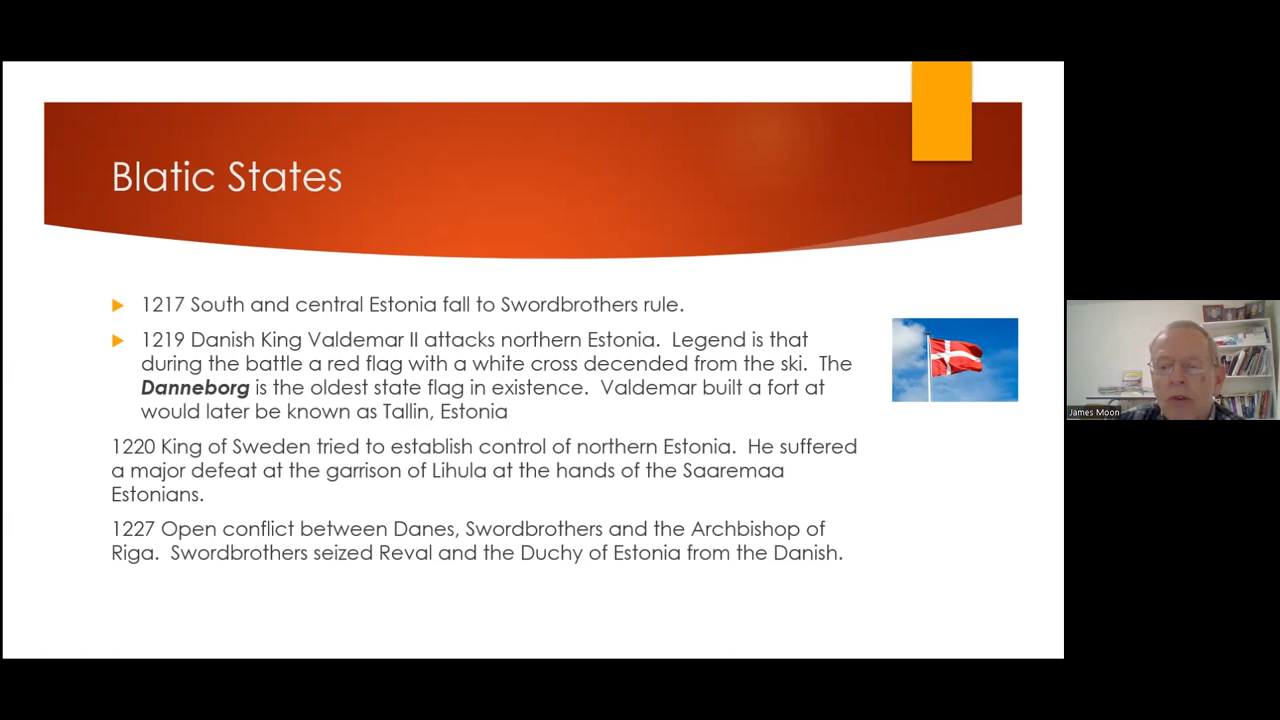 Blatic States
1217 South and central Estonia fall to Swordbrothers rule.
1219 Danish King Valdemar II attacks northern Estonia.  Legend is that
during the battle a red flag with a white cross decended from the ski.  The
Danneborg is the oldest state flag in existence.  Valdemar built a fort at
would later be known as Tallin, Estonia
1220 King of Sweden tried to establish control of northern Estonia.  He suffered
a major defeat at the garrison of Lihula at the hands of the Saaremaa
Estonians.
1227 Open conflict between Danes, Swordbrothers and the Archbishop of
Riga.  Swordbrothers seized Reval and the Duchy of Estonia from the Danish.
James Moon